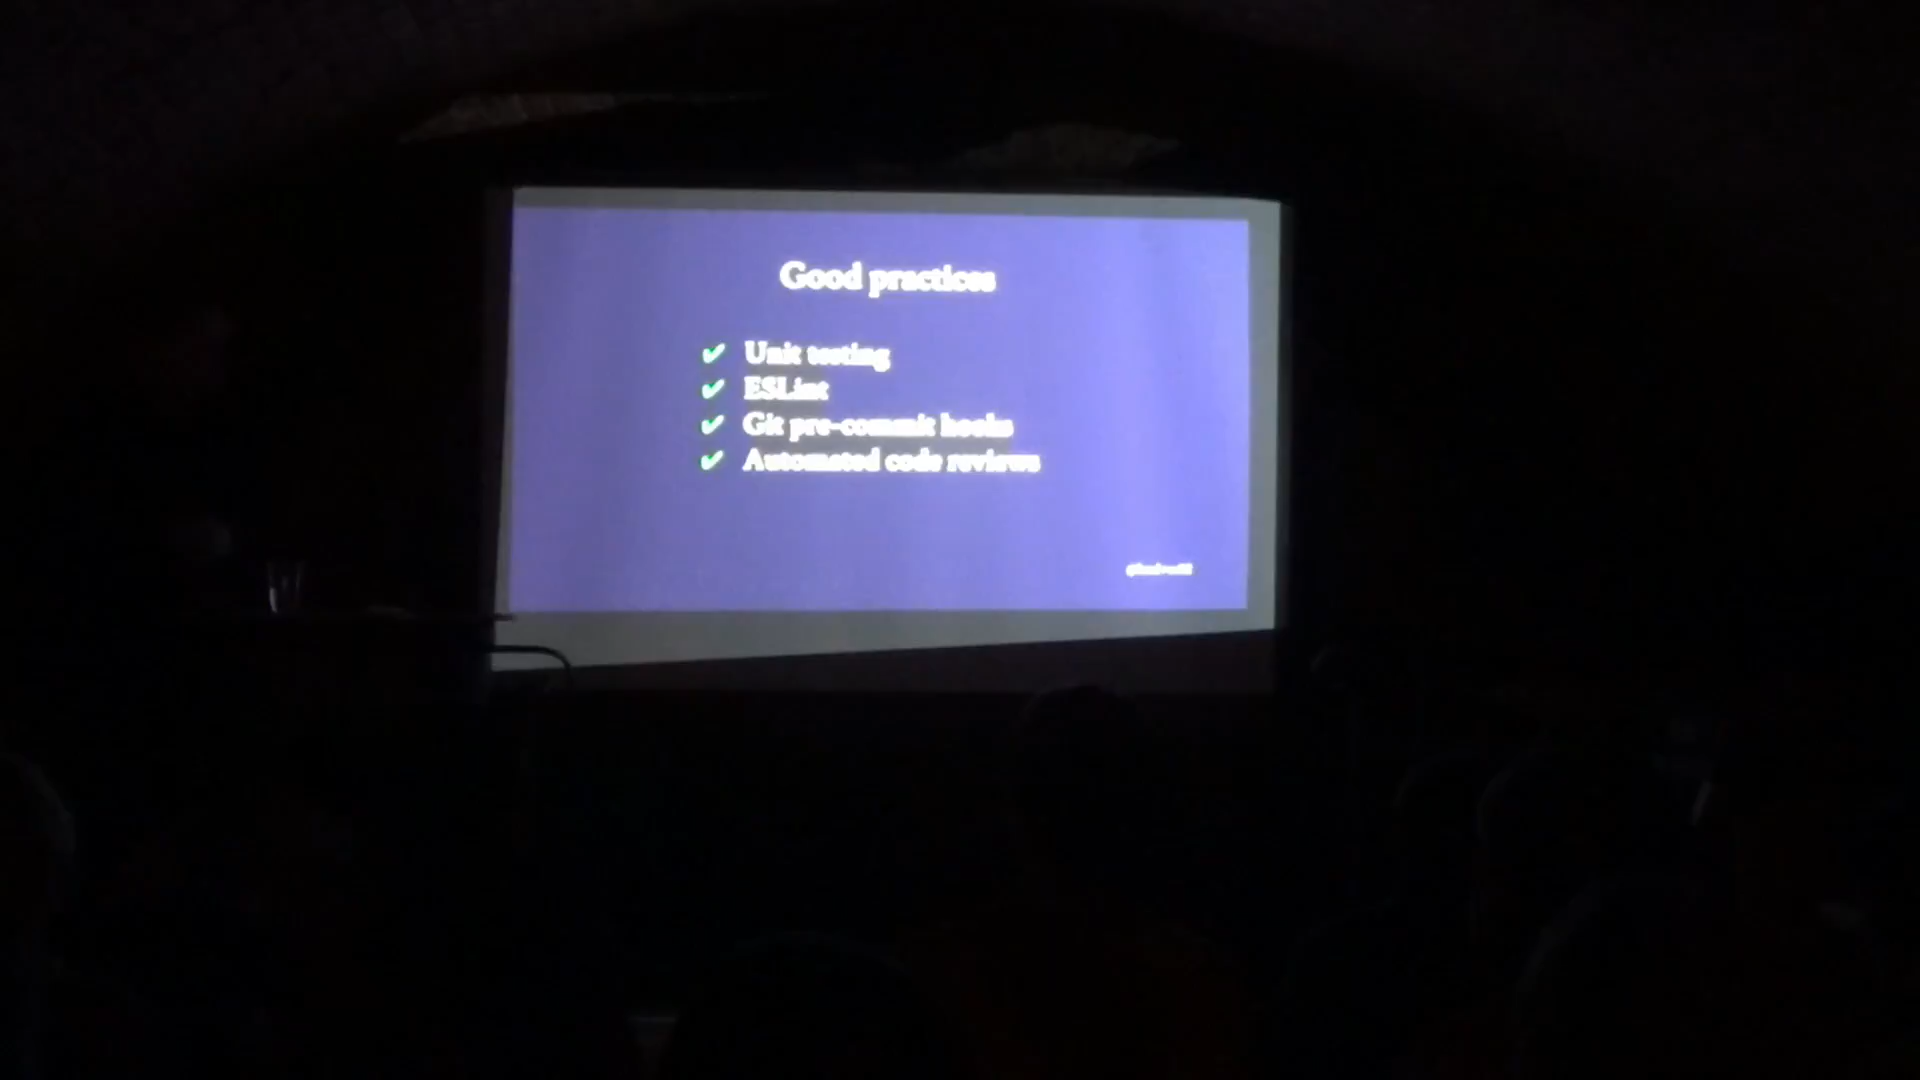 Good practices
✔ Unit testing
✔ ESLint
✔ Git pre-commit hooks
✔ Automated code reviews